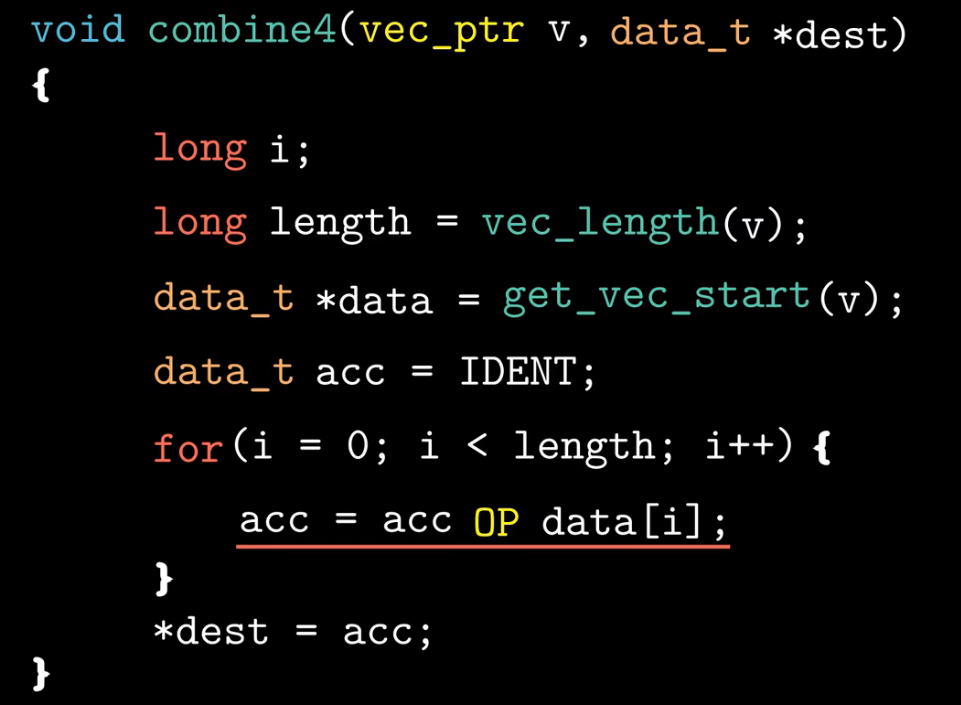 void combine4(vec_ptr v, data_t *dest)
{
long i;
long length = vec_length(v);
data_t *data = get_vec_start(v);
data_t acc = IDENT;
for(i = 0; i < length; i++) {
acc = acc OP data[i];
}
*dest = acc;
}